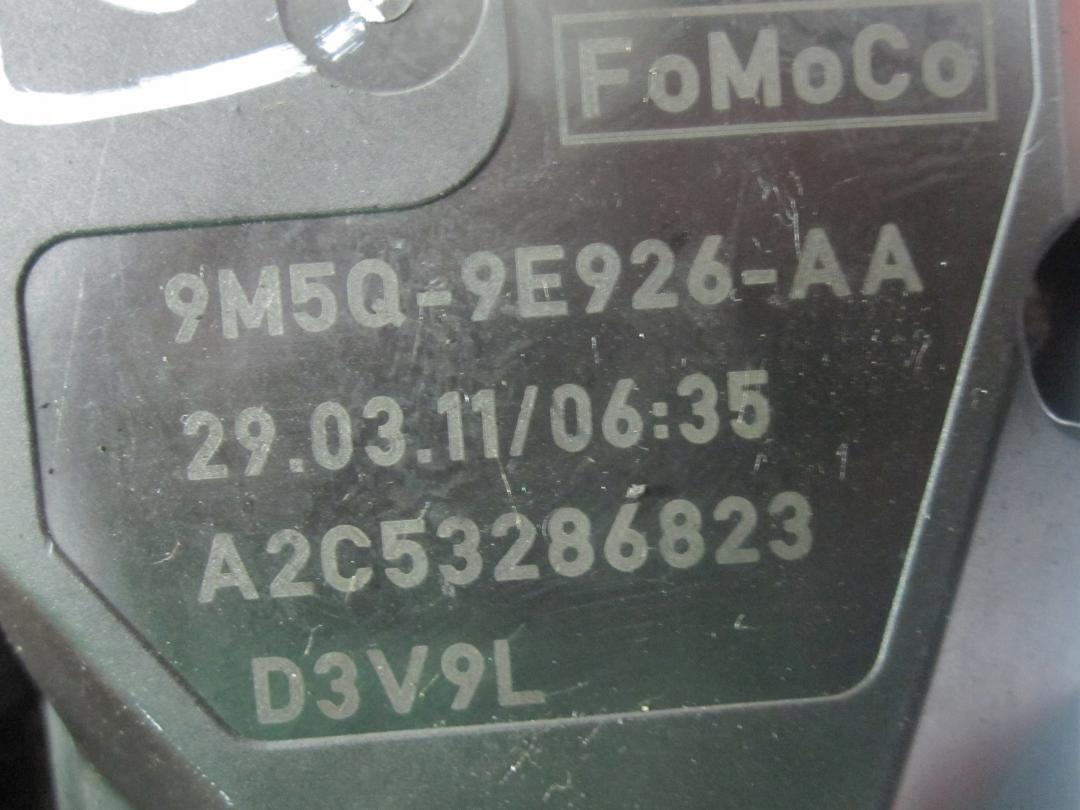 FoMoCo
9M5Q-9E926-AA
29.03.11/06:35
A2C53286823
D3V9L